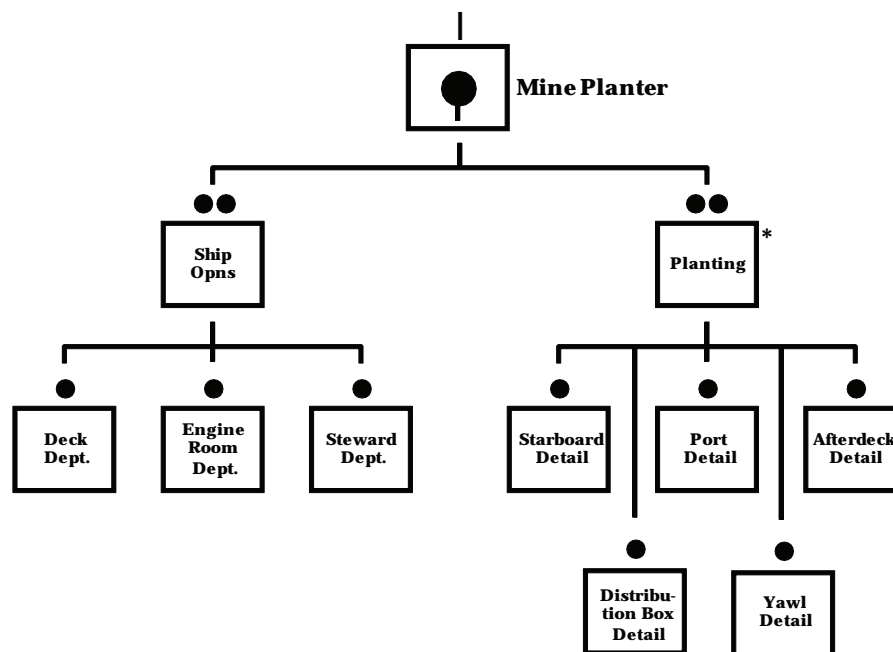 Mine Planter
Ship
Opns
*
Planting
Deck
Dept.
Engine
Room
Dept.
Steward
Dept.
Starboard
Detail
Port
Detail
Afterdeck
Detail
Distribu-
tion Box
Detail
Yawl
Detail